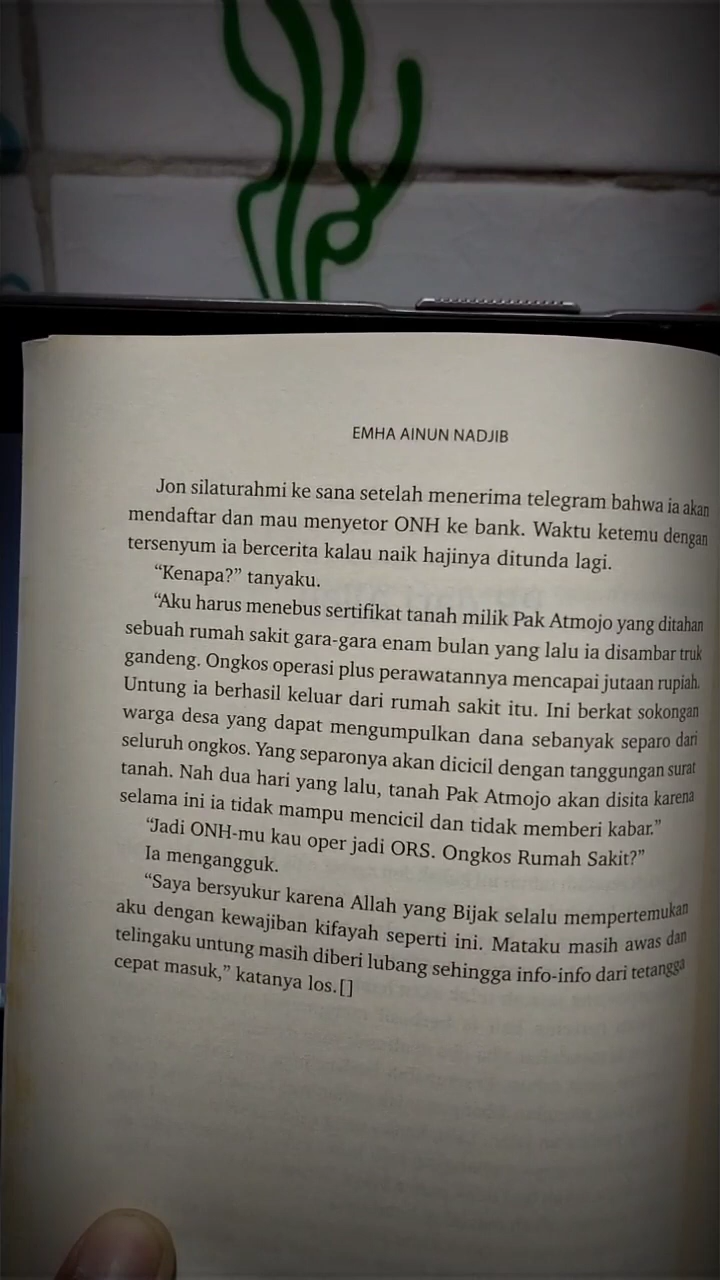 EMHA AINUN NADJIB
Jon silaturahmi ke sana setelah menerima telegram bahwa ia akan
mendaftar dan mau menyetor ONH ke bank. Waktu ketemu dengan
tersenyum ia bercerita kalau naik hajinya ditunda lagi.
“Kenapa?” tanyaku.
“Aku harus menebus sertifikat tanah milik Pak Atmojo yang ditahan
sebuah rumah sakit gara-gara enam bulan yang lalu ia disambar truk
gandeng. Ongkos operasi plus perawatannya mencapai jutaan rupiah.
Untung ia berhasil keluar dari rumah sakit itu. Ini berkat sokongan
warga desa yang dapat mengumpulkan dana sebanyak separo dari
seluruh ongkos. Yang separonya akan dicicil dengan tanggungan surat
tanah. Nah dua hari yang lalu, tanah Pak Atmojo akan disita karena
selama ini ia tidak mampu mencicil dan tidak memberi kabar.”
“Jadi ONH-mu kau oper jadi ORS. Ongkos Rumah Sakit?”
Ia mengangguk.
“Saya bersyukur karena Allah yang Bijak selalu mempertemukan
aku dengan kewajiban kifayah seperti ini. Mataku masih awas dan
telingaku untung masih diberi lubang sehingga info-info dari tetangga
cepat masuk,” katanya los.[]